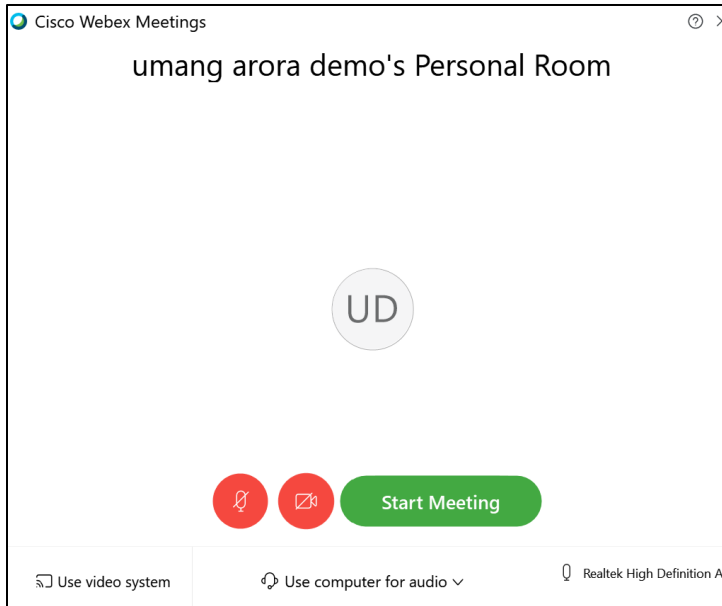 Cisco Webex Meetings
umang arora demo's Personal Room
UD
Start Meeting
Use video system
Use computer for audio
Realtek High Definition A